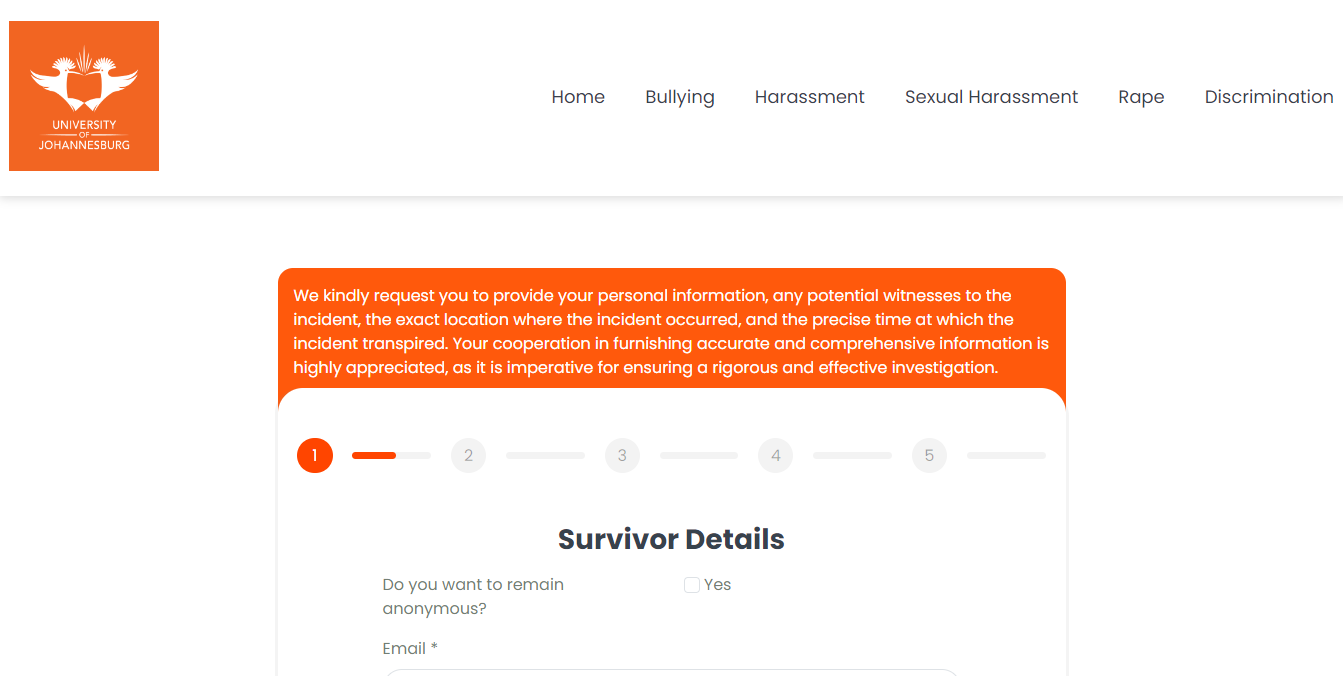 UNIVERSITY
OF
JOHANNESBURG
Home Bullying Harassment Sexual Harassment Rape Discrimination
We kindly request you to provide your personal information, any potential witnesses to the
incident, the exact location where the incident occurred, and the precise time at which the
incident transpired. Your cooperation in furnishing accurate and comprehensive information is
highly appreciated, as it is imperative for ensuring a rigorous and effective investigation.
1 2 3 4 5
Survivor Details
Do you want to remain
anonymous?
Yes
Email *